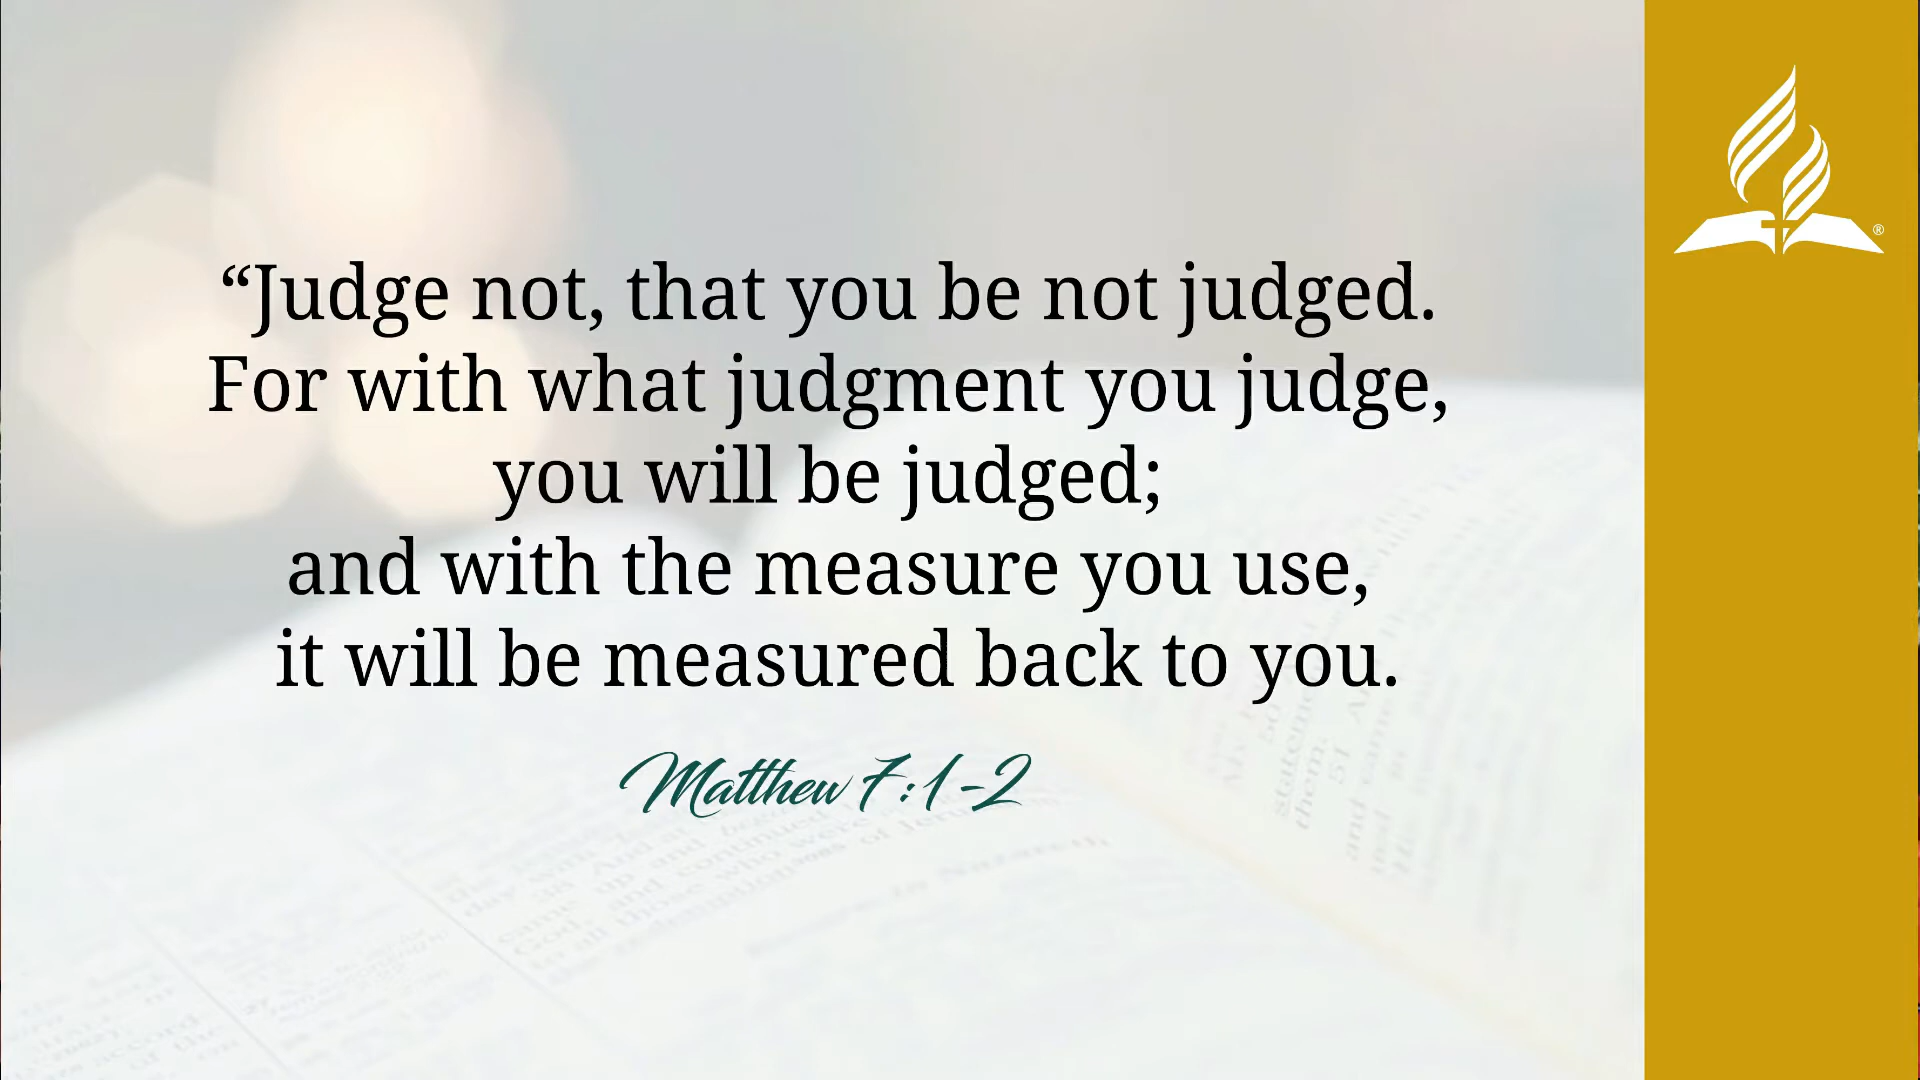 “Judge not, that you be not judged.
For with what judgment you judge,
you will be judged;
and with the measure you use,
it will be measured back to you.
Matthew 7:1-2
®